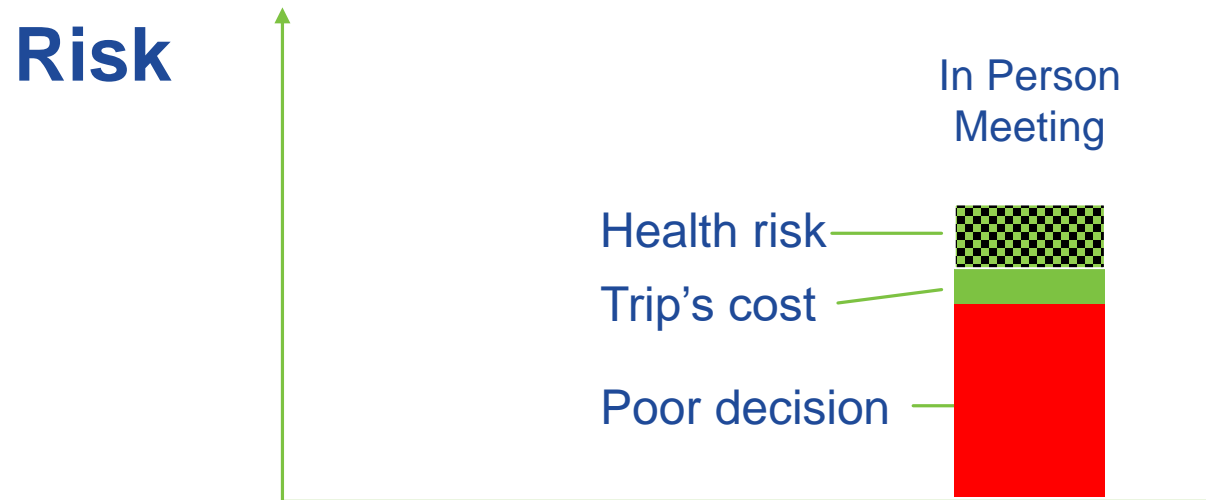 Risk
In Person
Meeting
Health risk
Trip’s cost
Poor decision